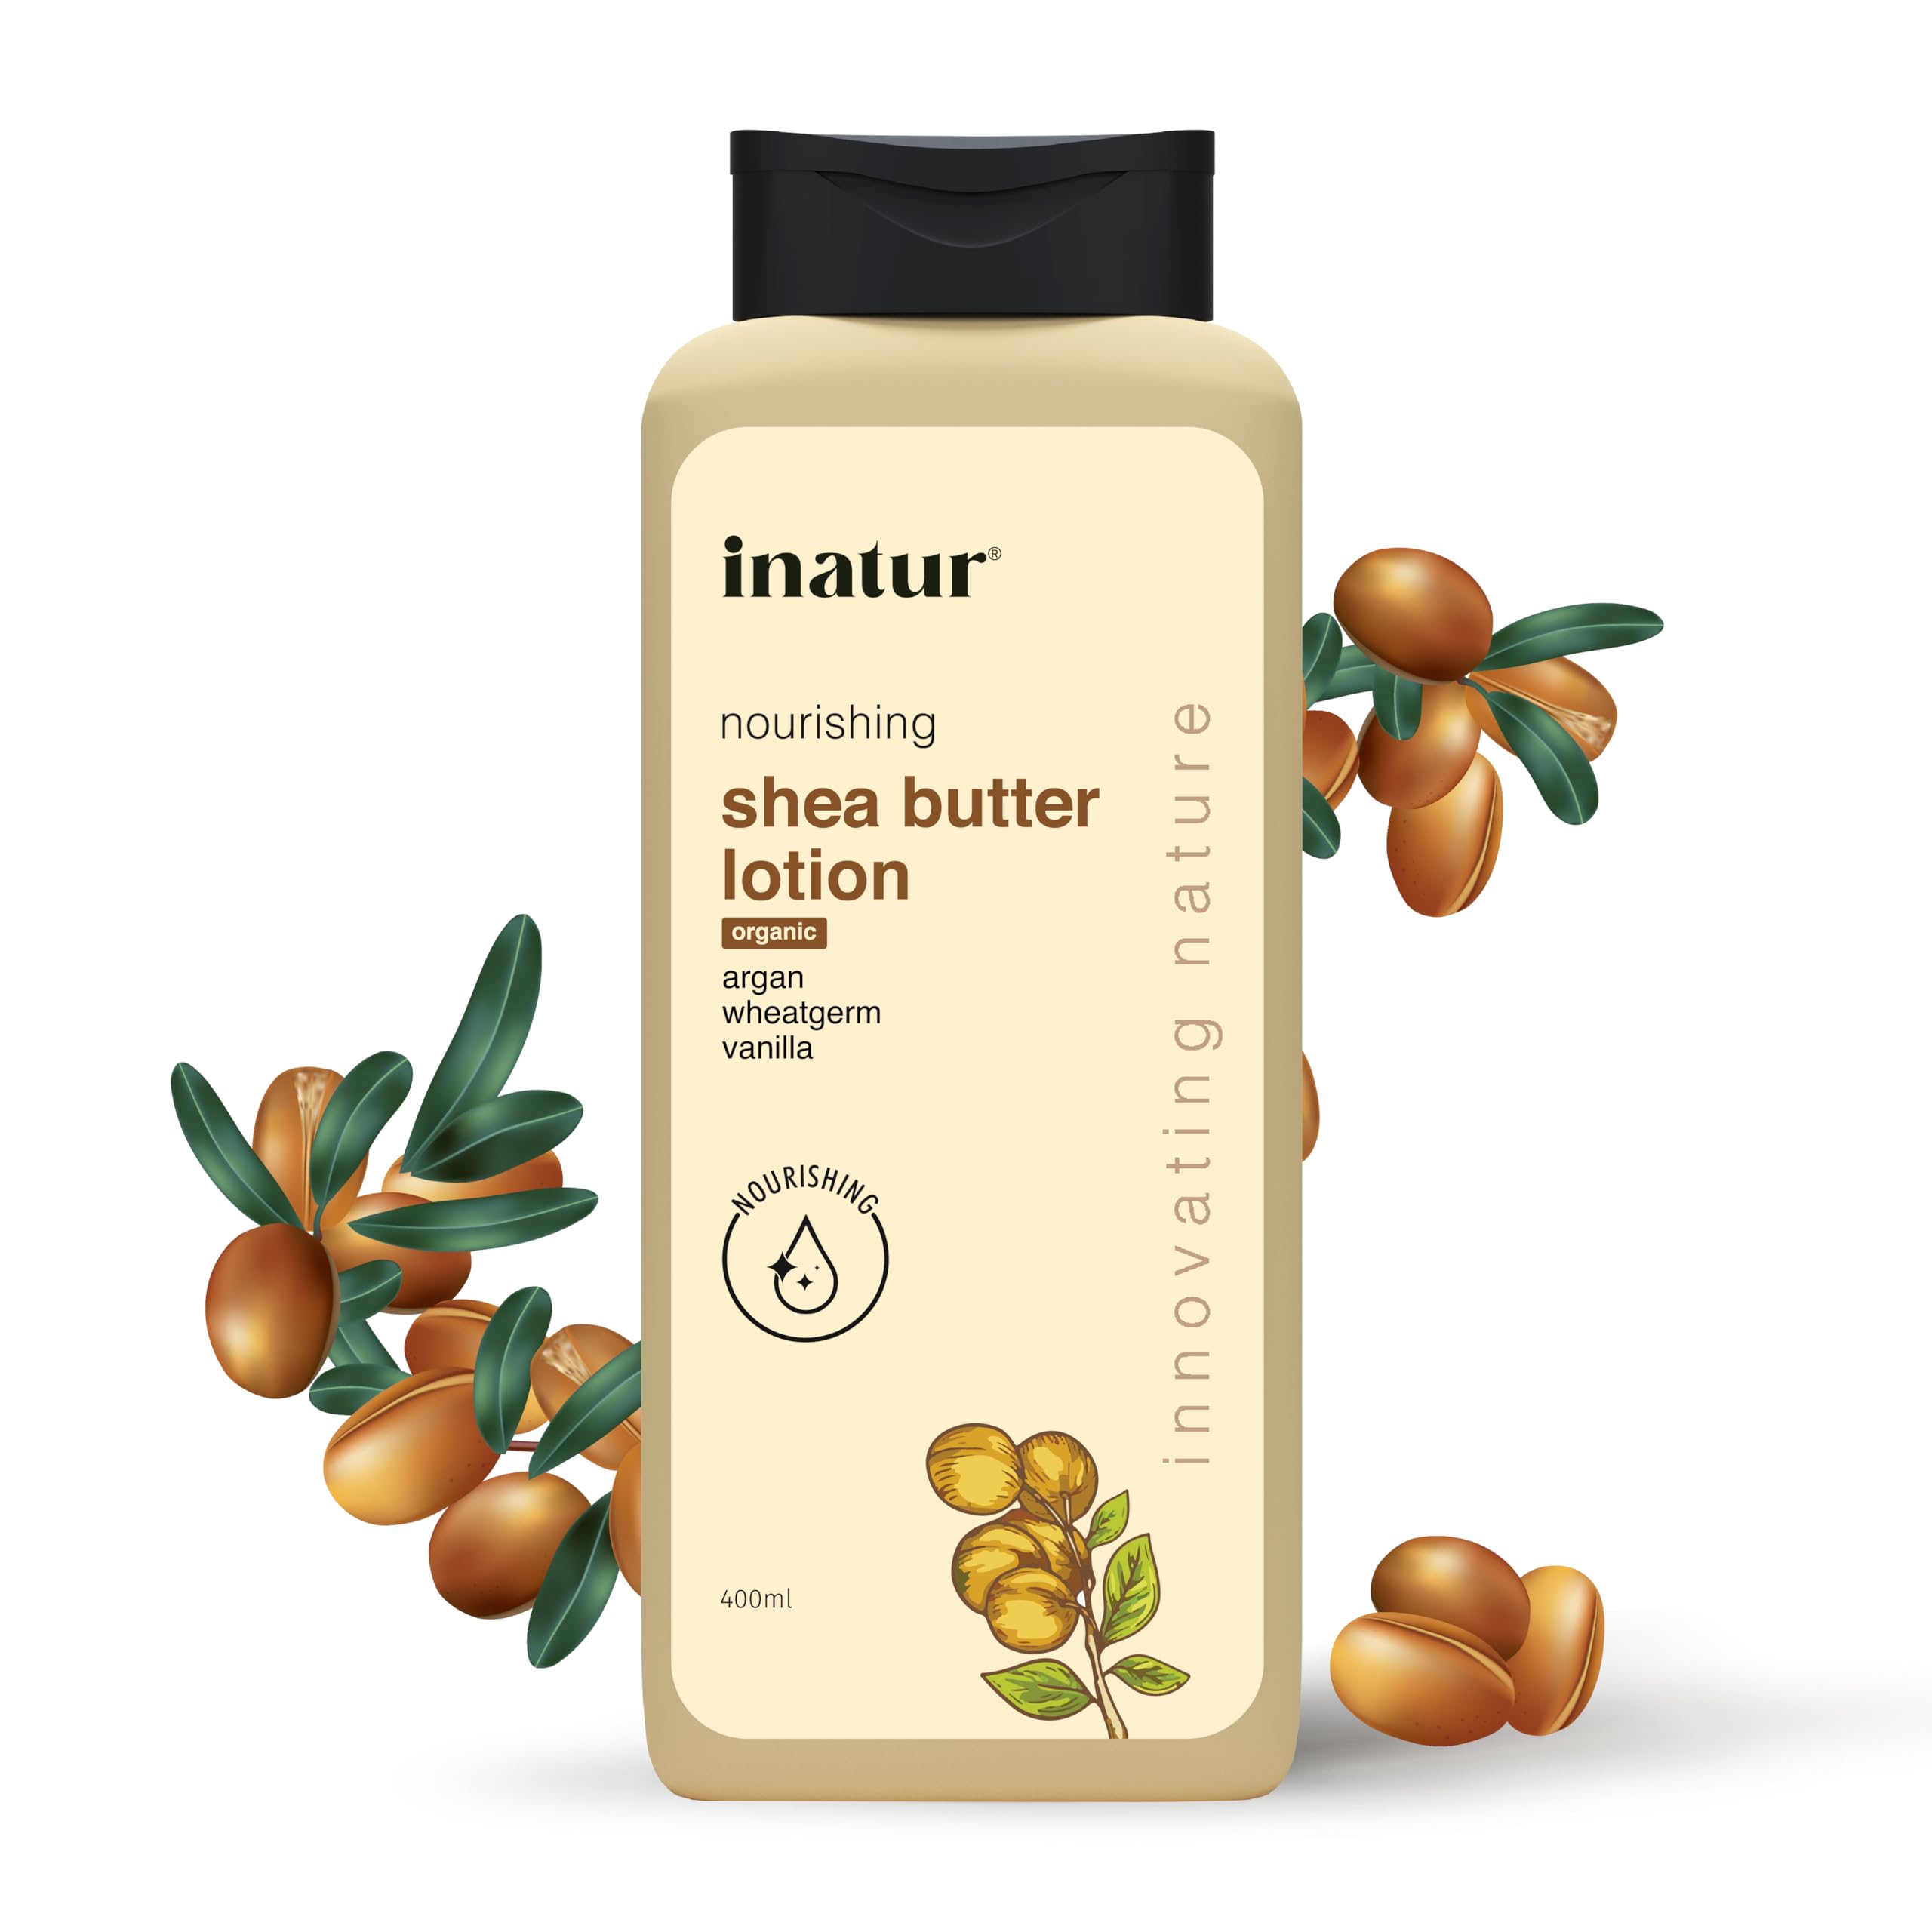 inatur®
nourishing
shea butter
lotion
organic
argan
wheatgerm
vanilla
NOURISHING
400ml
innovating nature